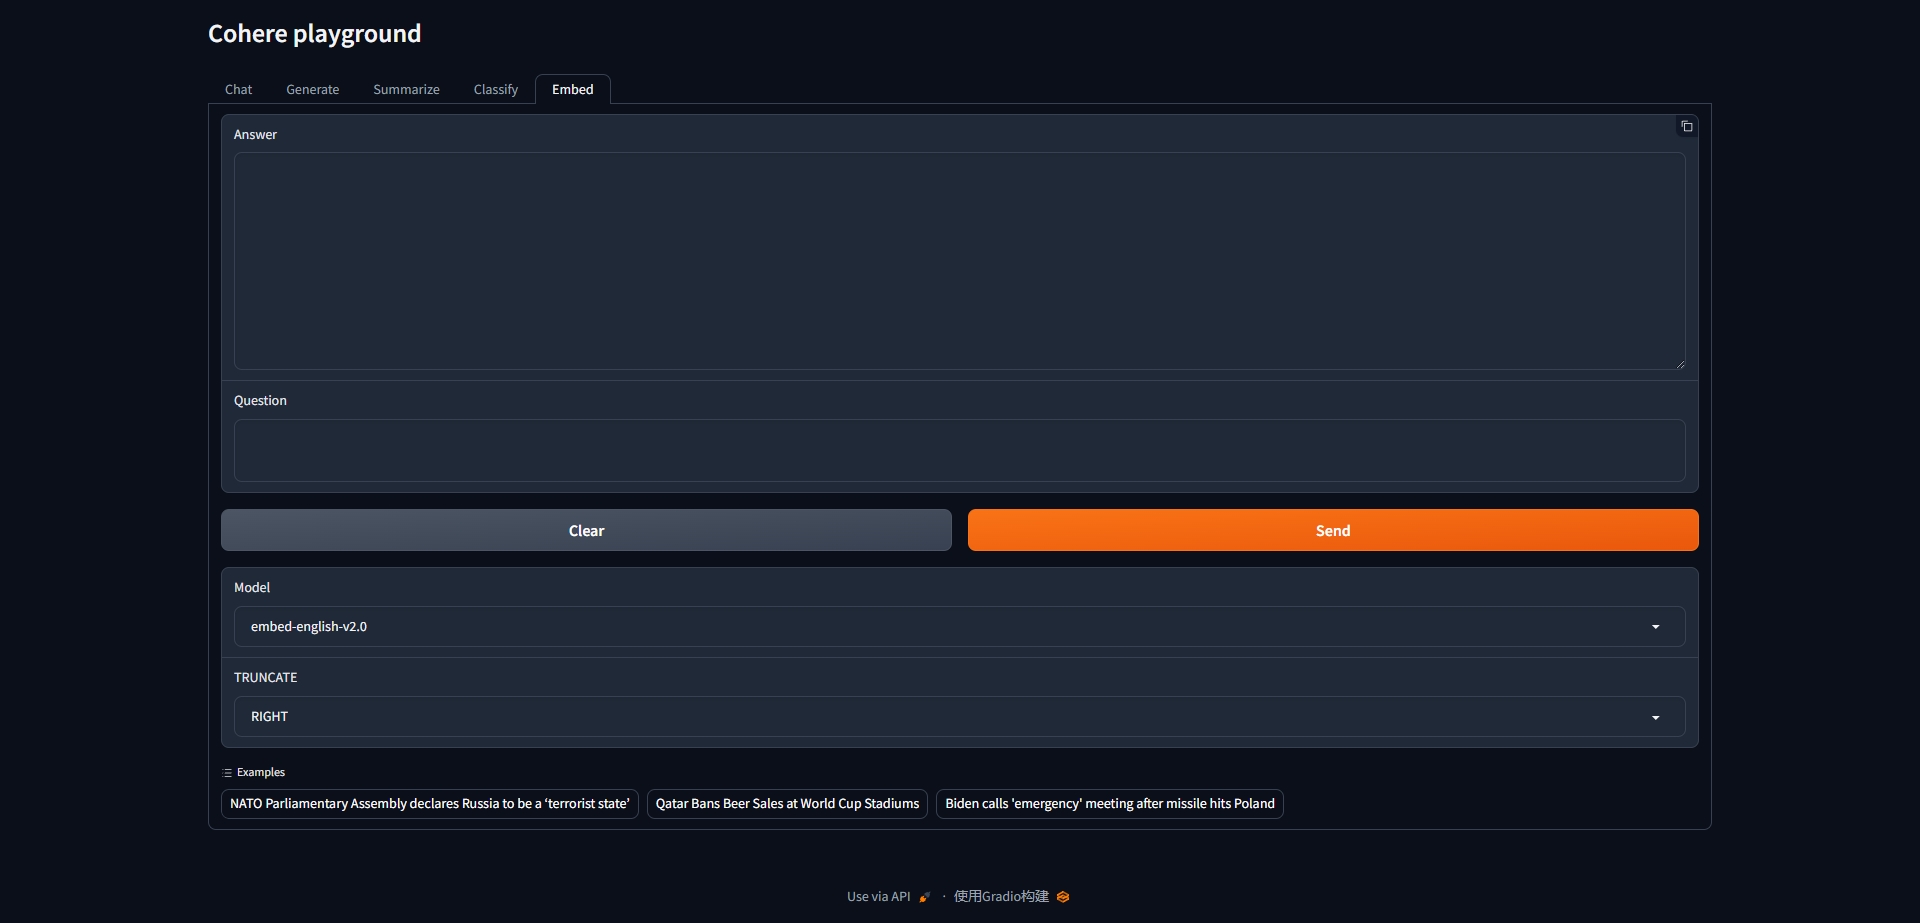 Cohere playground
Chat Generate Summarize Classify Embed
Answer
Question
Clear Send
Model
embed-english-v2.0
TRUNCATE
RIGHT
Examples
NATO Parliamentary Assembly declares Russia to be a ‘terrorist state’ Qatar Bans Beer Sales at World Cup Stadiums Biden calls 'emergency' meeting after missile hits Poland
Use via API · 使用Gradio构建